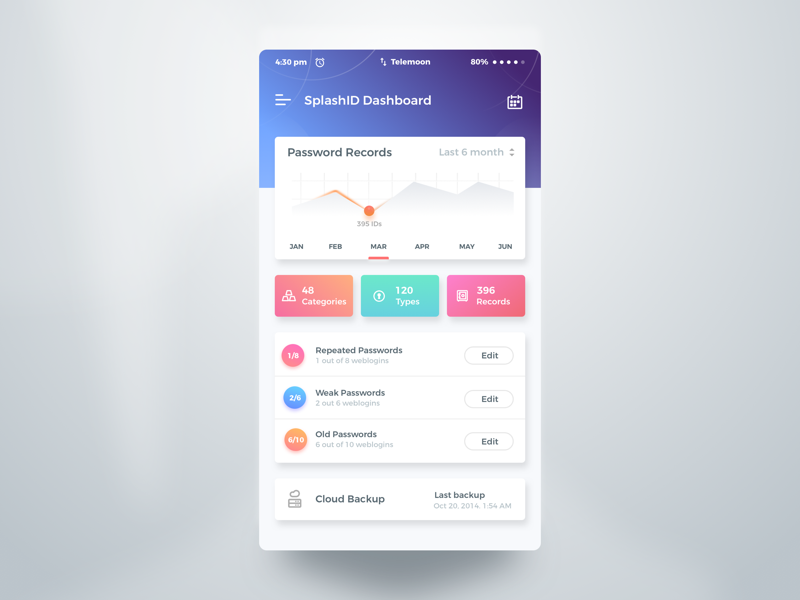 4:30 pm Telemoon 80%
SplashID Dashboard
Password Records Last 6 month
395 IDs
JAN FEB MAR APR MAY JUN
48
Categories
120
Types
396
Records
1/8
Repeated Passwords
1 out of 8 weblogins
Edit
2/6
Weak Passwords
2 out 6 weblogins
Edit
6/10
Old Passwords
6 out of 10 weblogins
Edit
Cloud Backup
Last backup
Oct 20, 2014. 1:54 AM